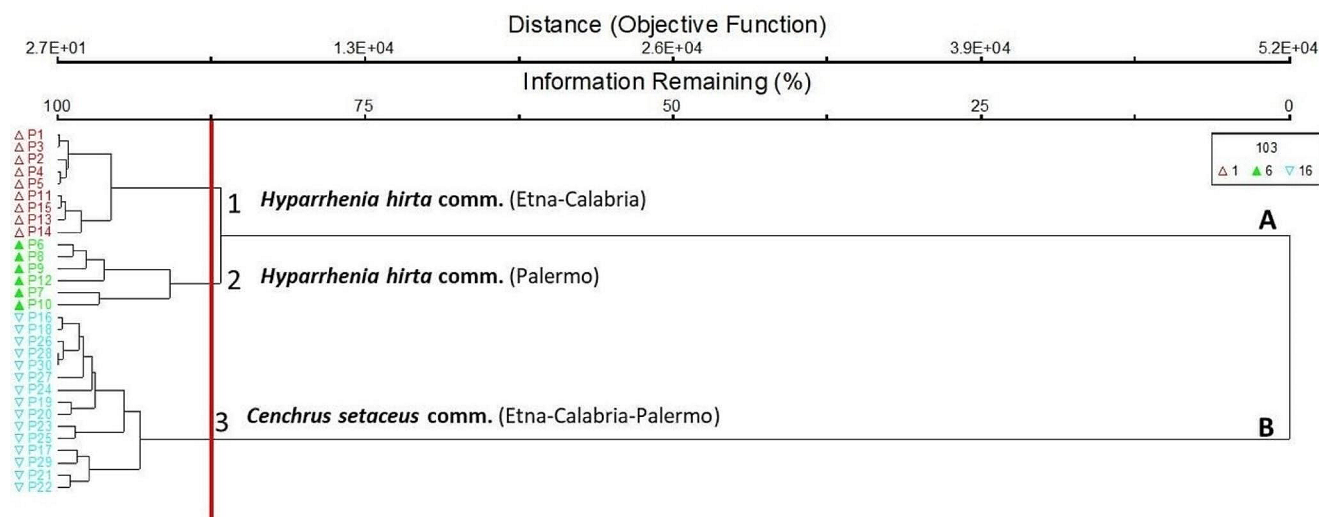 Distance (Objective Function)
2.7E+01 1.3E+04 2.6E+04 3.9E+04 5.2E+04
Information Remaining (%)
100 75 50 25 0
P1
P3
P2
P4
P5
P11
P15
P13
P14
P6
P8
P9
P12
P7
P10
P16
P18
P26
P28
P30
P27
P24
P19
P20
P23
P25
P17
P29
P21
P22
103
1 6 16
1 Hyparrhenia hirta comm. (Etna-Calabria)
A
2 Hyparrhenia hirta comm. (Palermo)
3 Cenchrus setaceus comm. (Etna-Calabria-Palermo)
B